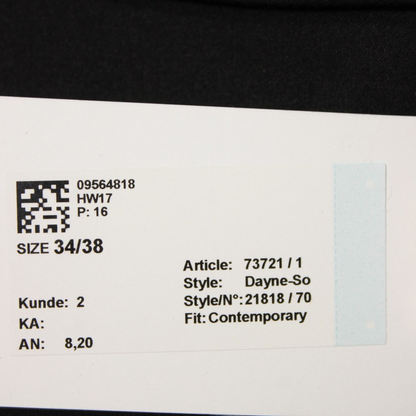 09564818
HW17
P: 16
SIZE 34/38
Article: 73721 / 1
Style: Dayne-So
Style/N°: 21818 / 70
Fit: Contemporary
Kunde: 2
KA:
AN: 8,20